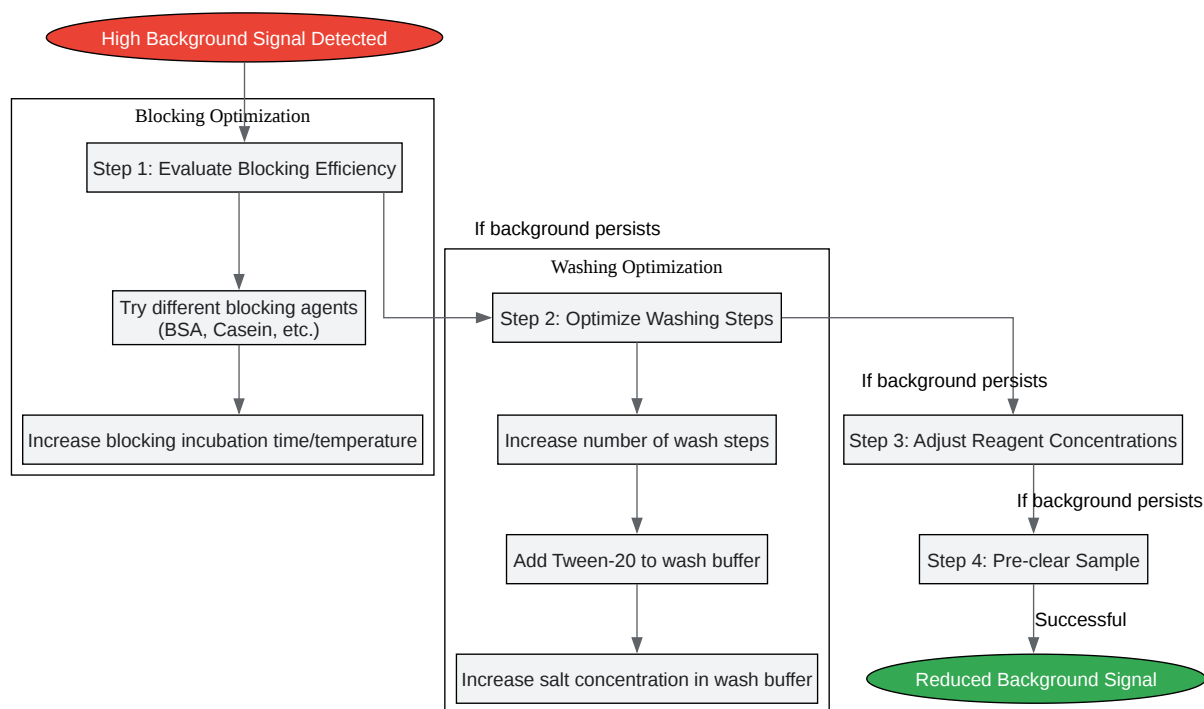 High Background Signal Detected
Blocking Optimization
Step 1: Evaluate Blocking Efficiency
Try different blocking agents
(BSA, Casein, etc.)
Increase blocking incubation time/temperature
If background persists
Washing Optimization
Step 2: Optimize Washing Steps
Increase number of wash steps
Add Tween-20 to wash buffer
Increase salt concentration in wash buffer
If background persists
Step 3: Adjust Reagent Concentrations
If background persists
Step 4: Pre-clear Sample
Successful
Reduced Background Signal